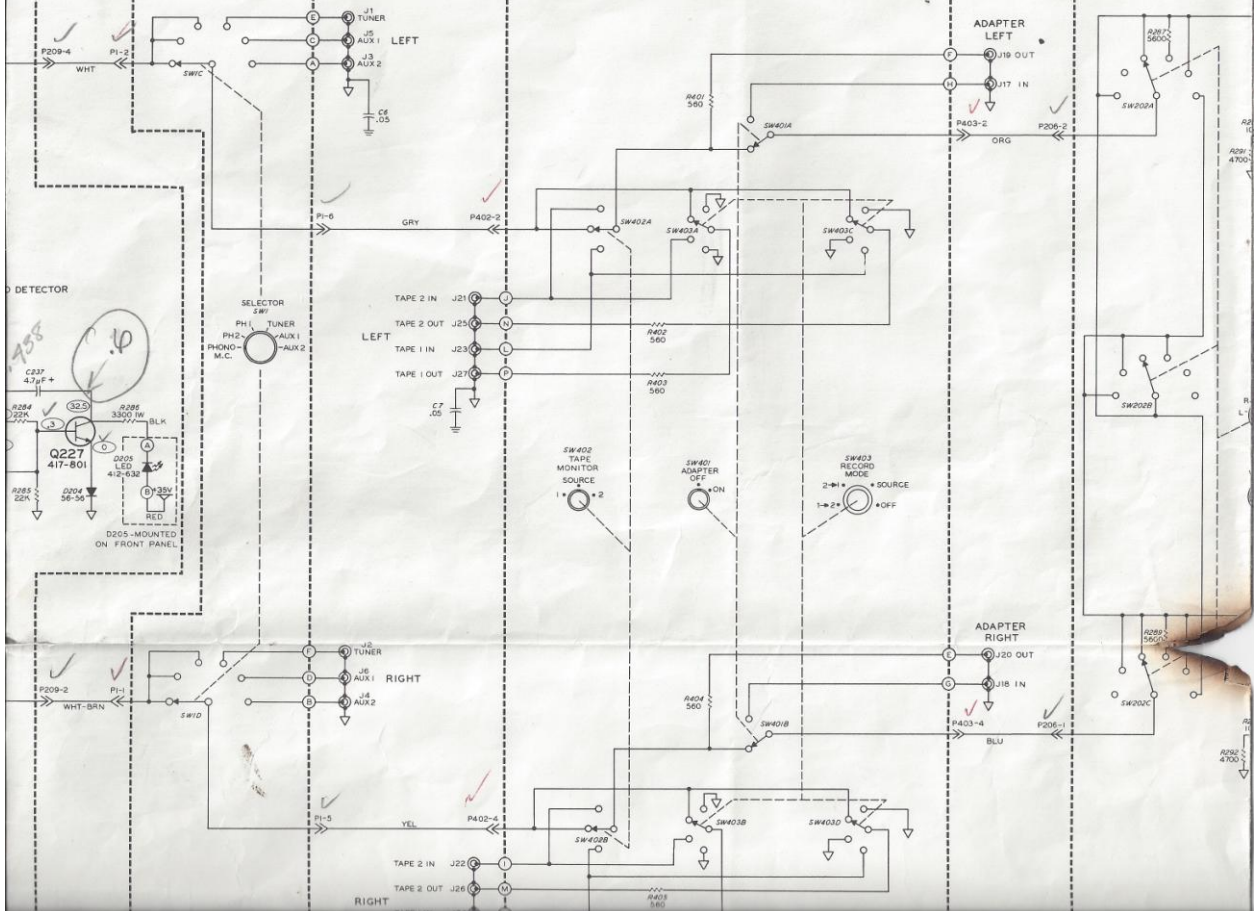 J1
TUNER
J5
AUX 1
LEFT
J3
AUX 2
P209-4
P1-2
WHT
SW1C
C6
.05
ADAPTER
LEFT
J19 OUT
J17 IN
R401
560
SW401A
P403-2
P206-2
ORG
R287
5600
SW202A
R291
4700
P1-6
GRY
P402-2
SW402A
SW403A
SW403C
DETECTOR
SELECTOR
SW1
PH1
TUNER
PH2
AUX 1
PHONO
M.C.
AUX 2
TAPE 2 IN J21 J
TAPE 2 OUT J25 N
LEFT
TAPE 1 IN J23 L
TAPE 1 OUT J27 P
R402
560
R403
560
C7
.05
SW202B
.938
.φ
C237
4.7µF +
R284
22K
.3
32.5
0
R286
3300 1W
BLK
Q227
417-801
D205
LED
412-632
A
B
+35V
RED
R285
22K
D204
56-56
D205-MOUNTED
ON FRONT PANEL
SW402
TAPE
MONITOR
SOURCE
1 2
SW401
ADAPTER
OFF
ON
SW403
RECORD
MODE
2→1
SOURCE
1→2
OFF
F
J2
TUNER
D
J6
AUX 1
RIGHT
B
J4
AUX 2
P209-2
P1-1
WHT-BRN
SW1D
ADAPTER
RIGHT
E
J20 OUT
G
J18 IN
R404
560
SW401B
P403-4
P206-1
BLU
R289
5600
SW202C
R292
4700
P1-5
YEL
P402-4
SW402B
SW403B
SW403D
TAPE 2 IN J22 I
TAPE 2 OUT J26 M
RIGHT
R405
560